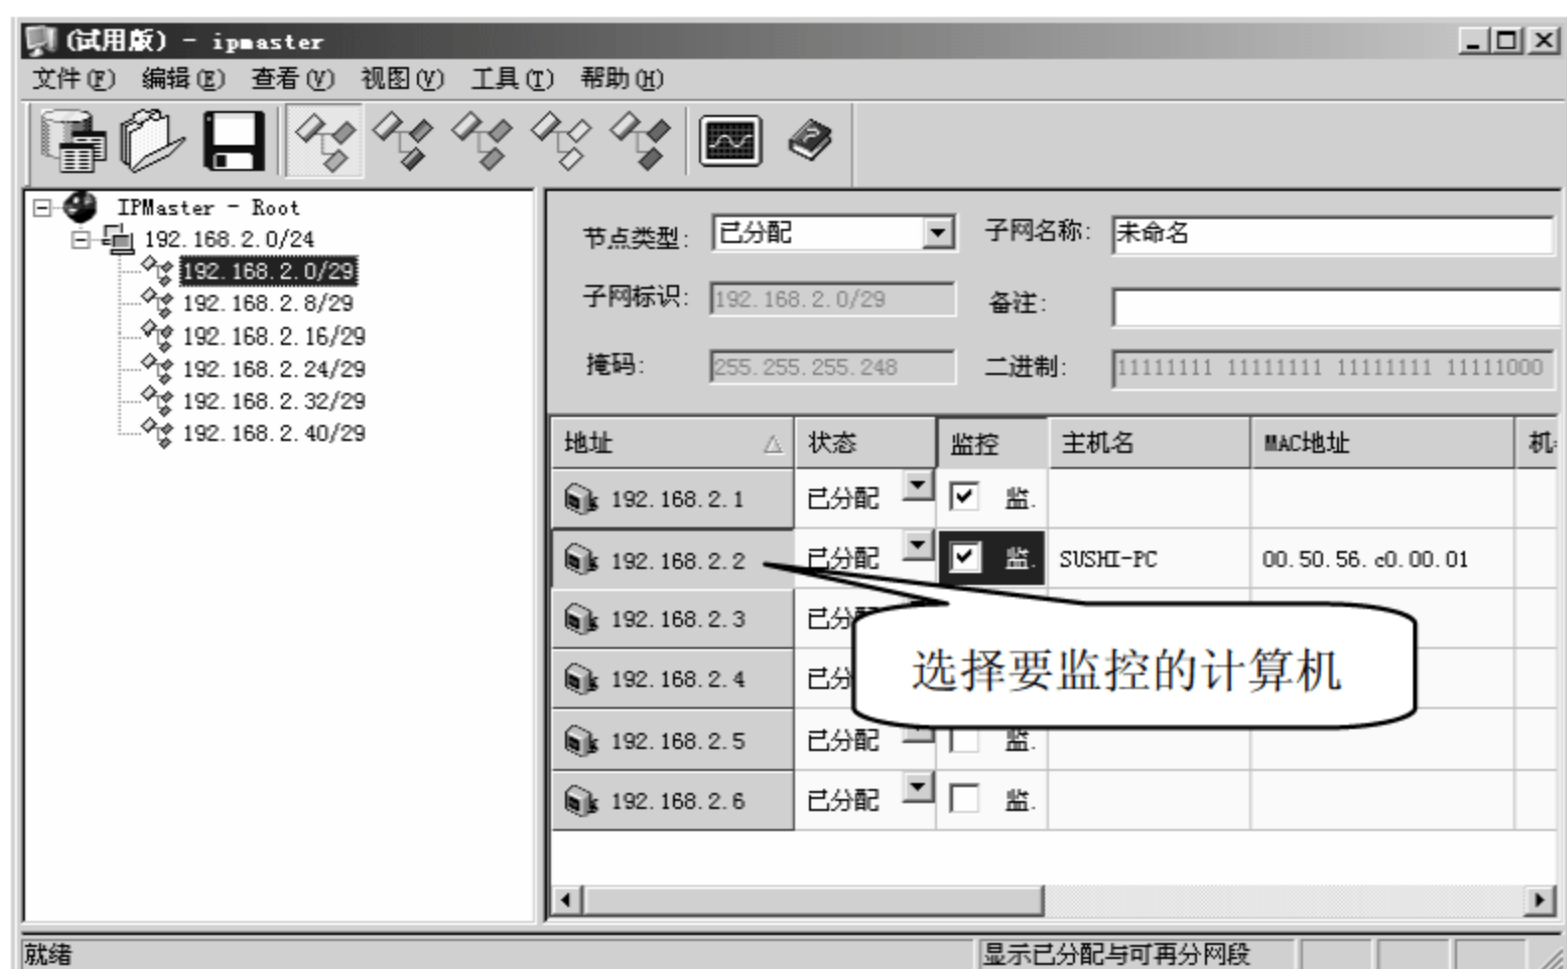 (试用版) - ipmaster
文件(F) 编辑(E) 查看(V) 视图(V) 工具(T) 帮助(H)
IPMaster - Root
192.168.2.0/24
192.168.2.0/29
192.168.2.8/29
192.168.2.16/29
192.168.2.24/29
192.168.2.32/29
192.168.2.40/29
节点类型: 已分配 子网名称: 未命名
子网标识: 192.168.2.0/29 备注:
掩码: 255.255.255.248 二进制: 11111111 11111111 11111111 11111000
地址 状态 监控 主机名 MAC地址 机
192.168.2.1 已分配 监.
192.168.2.2 已分配 监. SUSHI-PC 00.50.56.c0.00.01
192.168.2.3 已分
192.168.2.4 已分
选择要监控的计算机
192.168.2.5 已分配 监.
192.168.2.6 已分配 监.
就绪 显示已分配与可再分网段